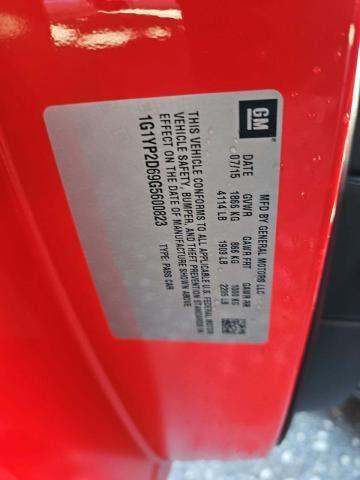 GM
MFD BY GENERAL MOTORS LLC
DATE GVWR GAWR FRT GAWR RR
07/15 1866 KG 866 KG 1000 KG
4114 LB 1909 LB 2205 LB
THIS VEHICLE CONFORMS TO ALL APPLICABLE U.S. FEDERAL MOTOR
VEHICLE SAFETY, BUMPER, AND THEFT PREVENTION STANDARDS IN
EFFECT ON THE DATE OF MANUFACTURE SHOWN ABOVE.
1G1YP2D69G5600823 TYPE: PASS CAR